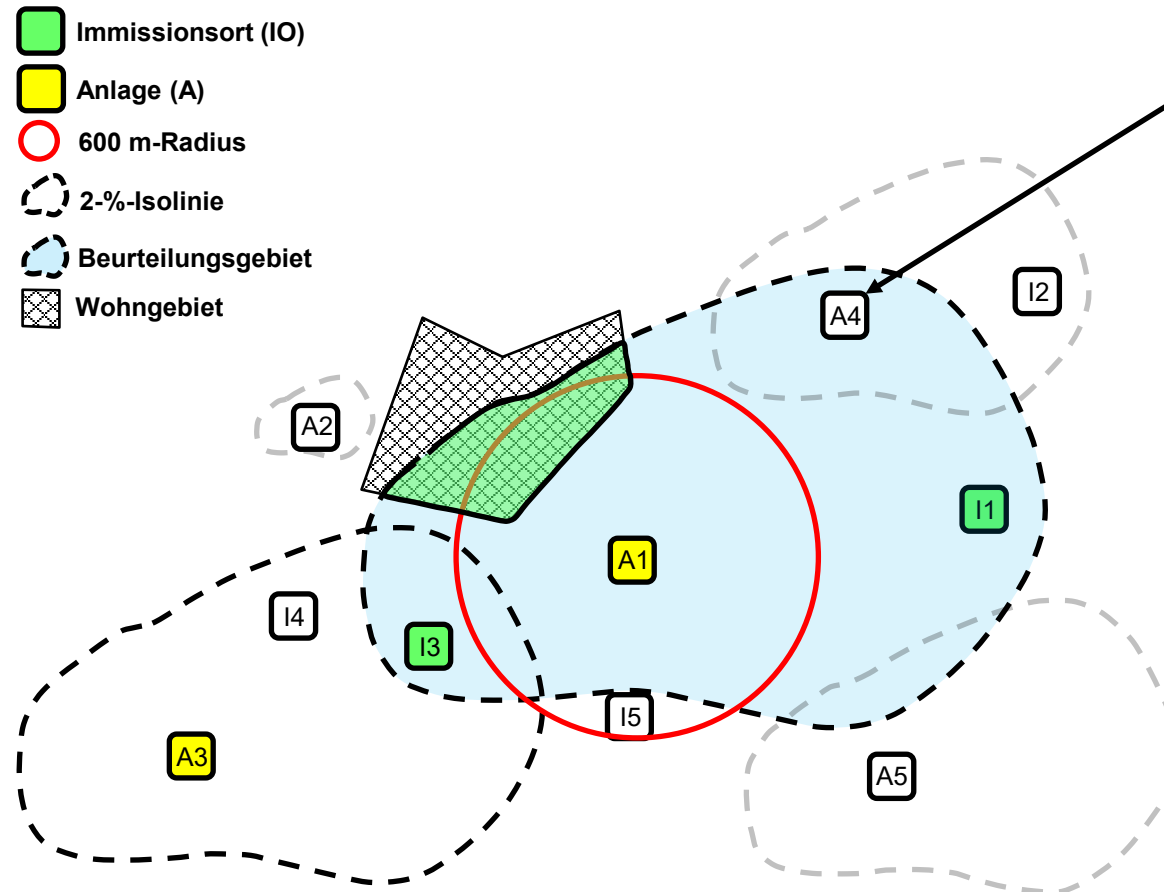 Immissionsort (IO)
Anlage (A)
600 m-Radius
2-%-Isolinie
Beurteilungsgebiet
Wohngebiet
I2
A4
A2
I1
A1
I4
I3
I5
A3
A5